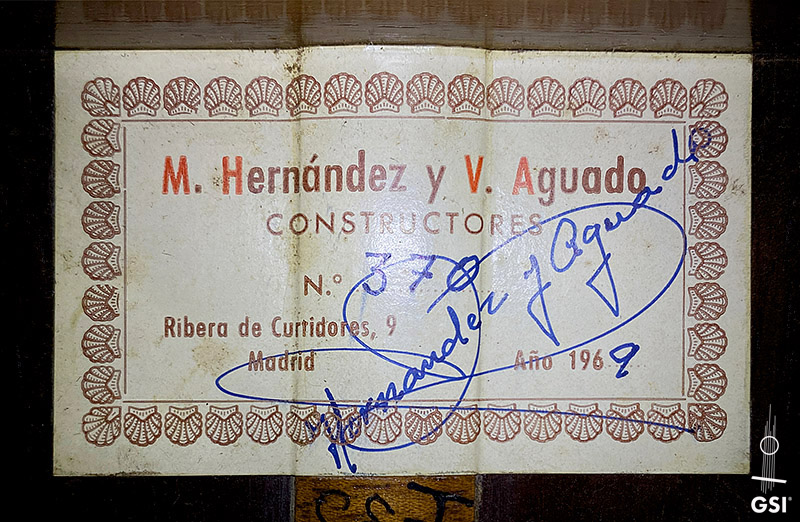 M. Hernández y V. Aguado
CONSTRUCTORES
N.º 370
Ribera de Curtidores, 9
Madrid Año 1969
Hernandez y Aguado
GSI